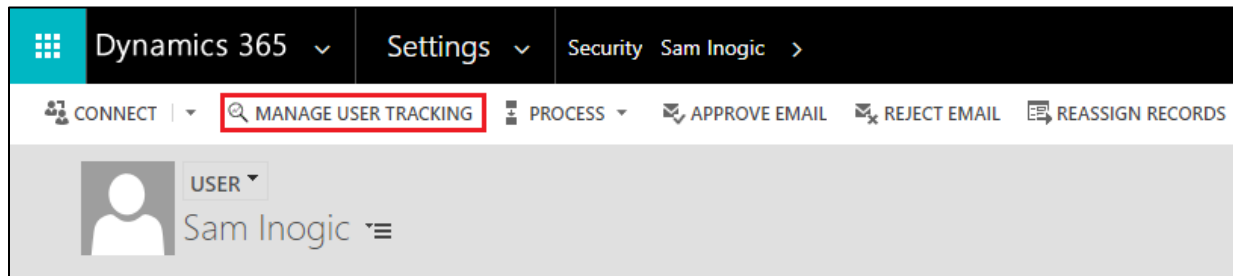 Dynamics 365 Settings Security Sam Inogic >
CONNECT MANAGE USER TRACKING PROCESS APPROVE EMAIL REJECT EMAIL REASSIGN RECORDS
USER
Sam Inogic